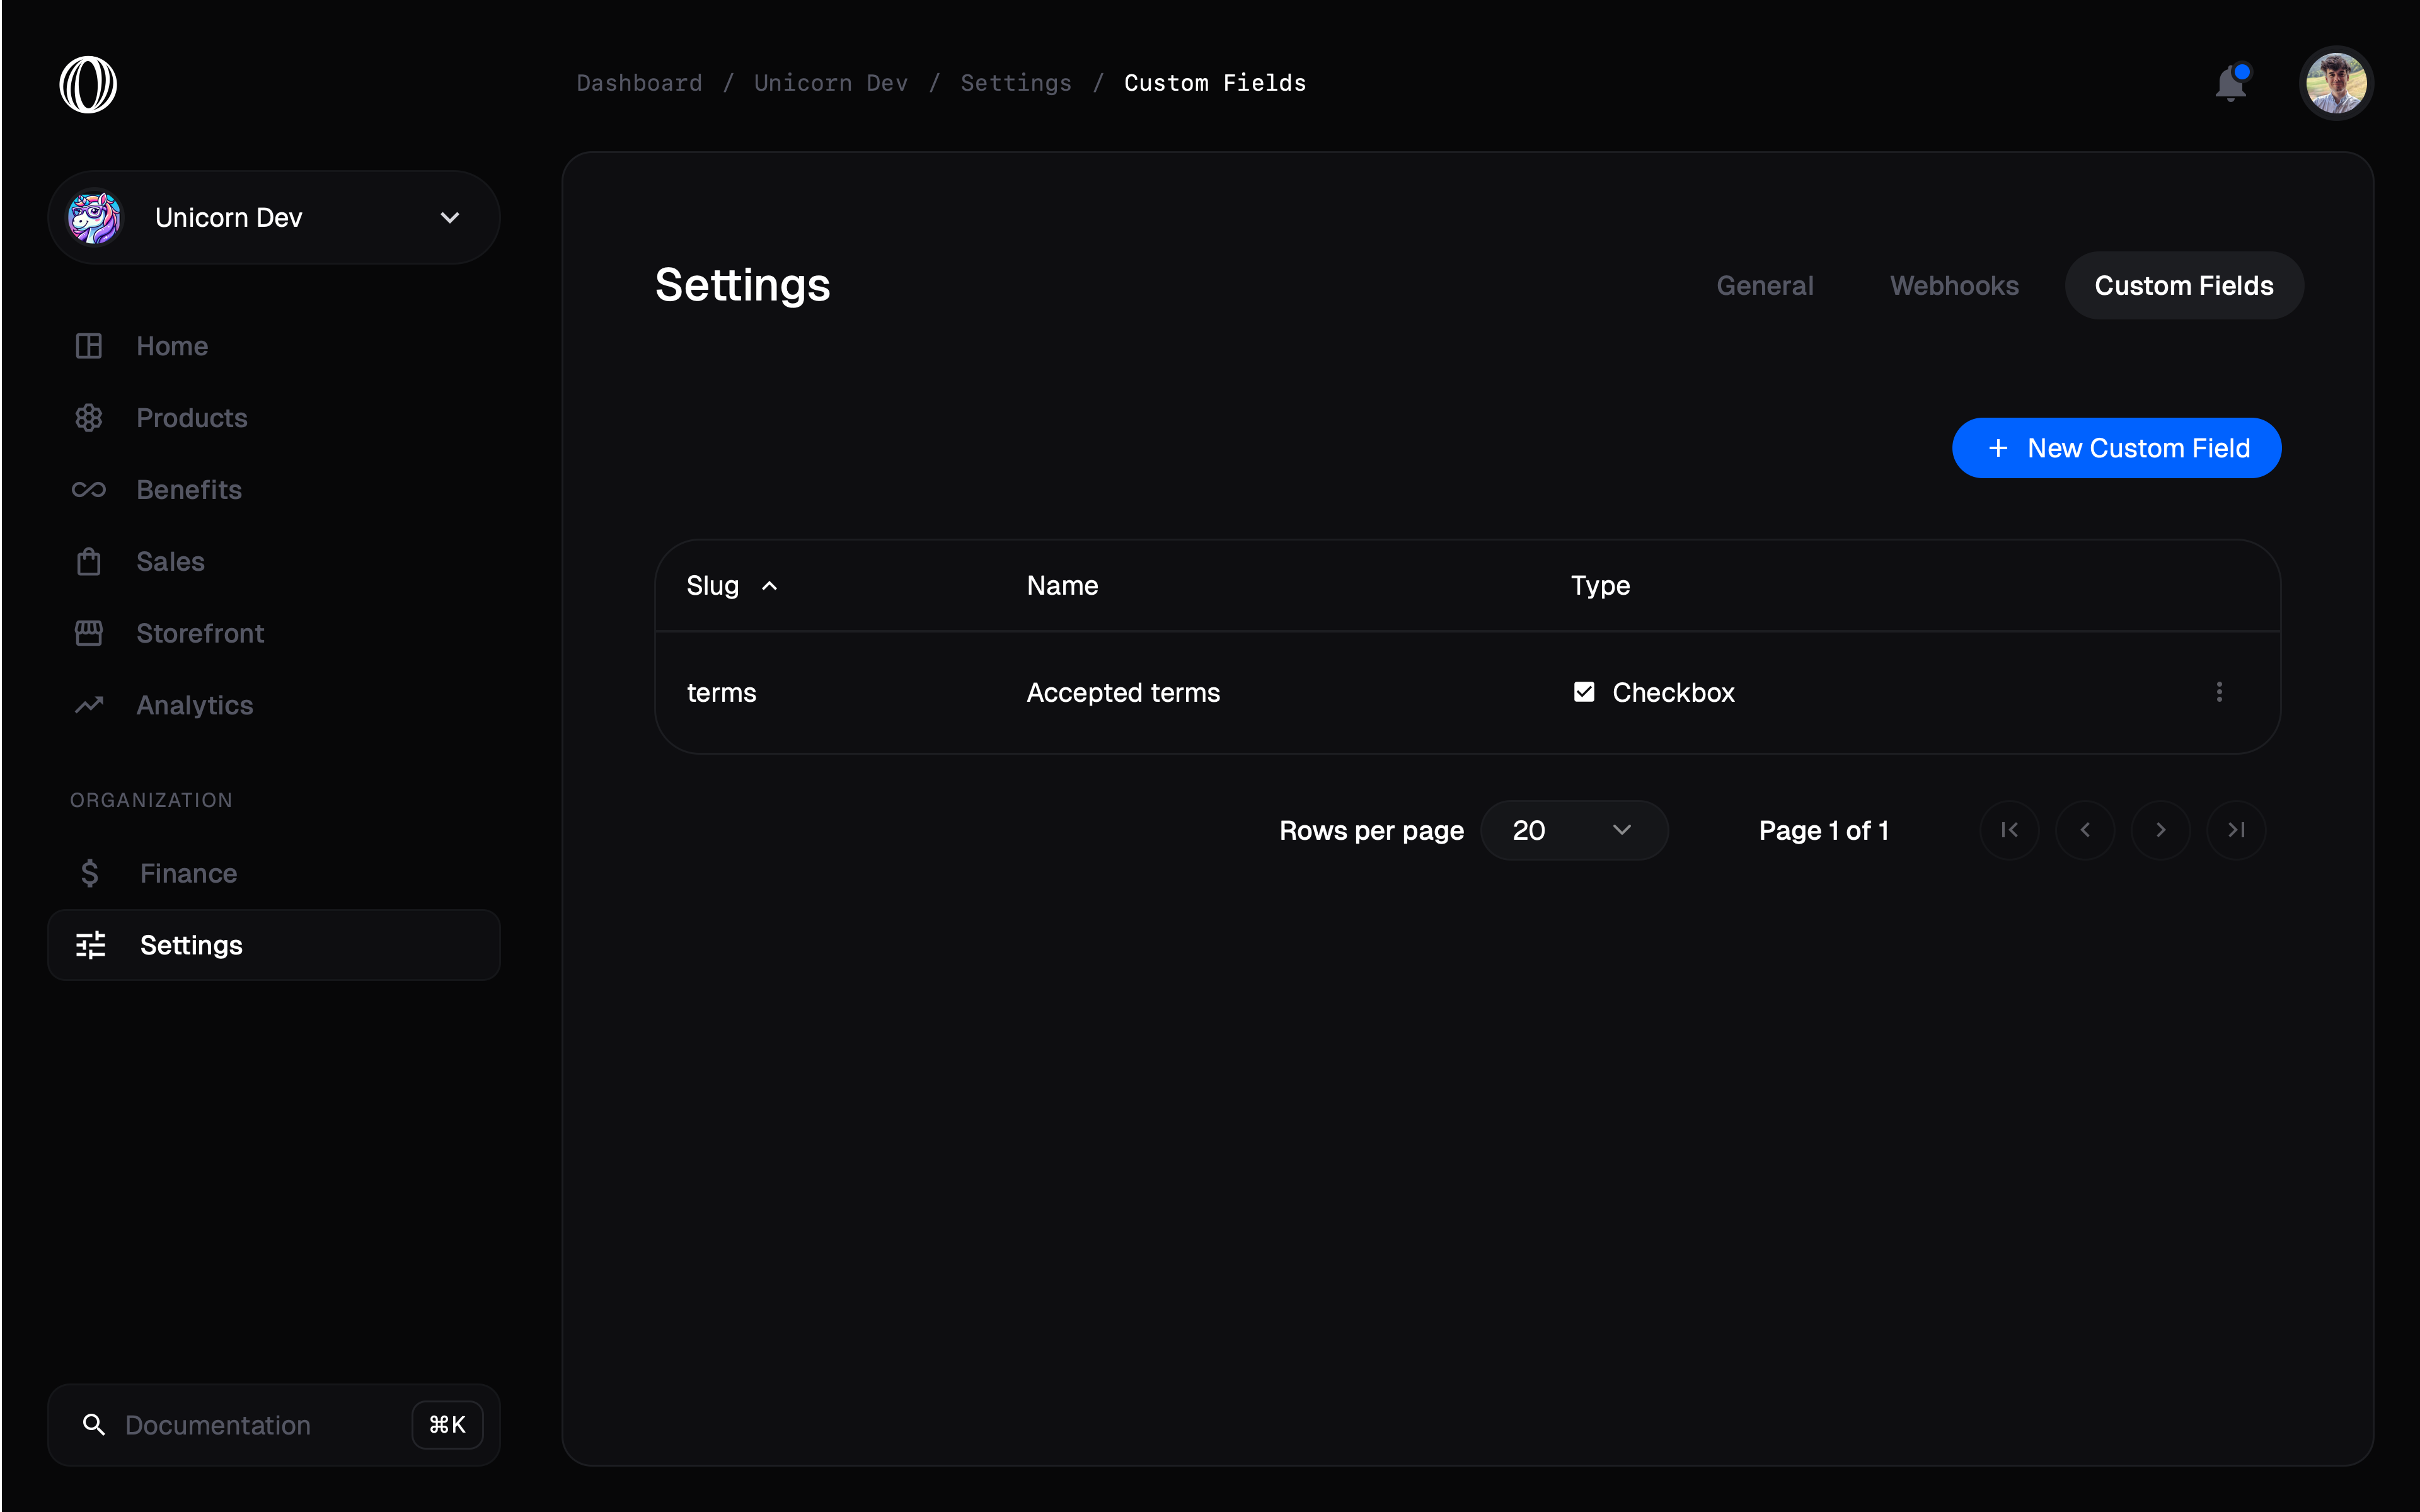 Dashboard / Unicorn Dev / Settings / Custom Fields
Unicorn Dev
Home
Products
Benefits
Sales
Storefront
Analytics
ORGANIZATION
Finance
Settings
Documentation ⌘K
Settings
General Webhooks Custom Fields
+ New Custom Field
Slug Name Type
terms Accepted terms Checkbox
Rows per page 20 Page 1 of 1